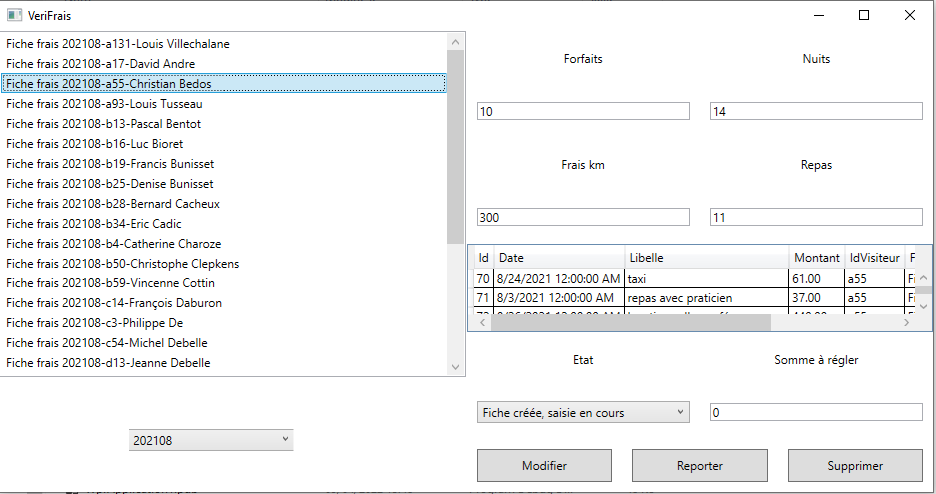 VeriFrais
Fiche frais 202108-a131-Louis Villechalane
Fiche frais 202108-a17-David Andre
Fiche frais 202108-a55-Christian Bedos
Fiche frais 202108-a93-Louis Tusseau
Fiche frais 202108-b13-Pascal Bentot
Fiche frais 202108-b16-Luc Bioret
Fiche frais 202108-b19-Francis Bunisset
Fiche frais 202108-b25-Denise Bunisset
Fiche frais 202108-b28-Bernard Cacheux
Fiche frais 202108-b34-Eric Cadic
Fiche frais 202108-b4-Catherine Charoze
Fiche frais 202108-b50-Christophe Clepkens
Fiche frais 202108-b59-Vincenne Cottin
Fiche frais 202108-c14-François Daburon
Fiche frais 202108-c3-Philippe De
Fiche frais 202108-c54-Michel Debelle
Fiche frais 202108-d13-Jeanne Debelle
202108
Forfaits Nuits
10 14
Frais km Repas
300 11
Id Date Libelle Montant IdVisiteur F
70 8/24/2021 12:00:00 AM taxi 61.00 a55 Fi
71 8/3/2021 12:00:00 AM repas avec praticien 37.00 a55 Fi
Etat Somme à régler
Fiche créée, saisie en cours 0
Modifier Reporter Supprimer